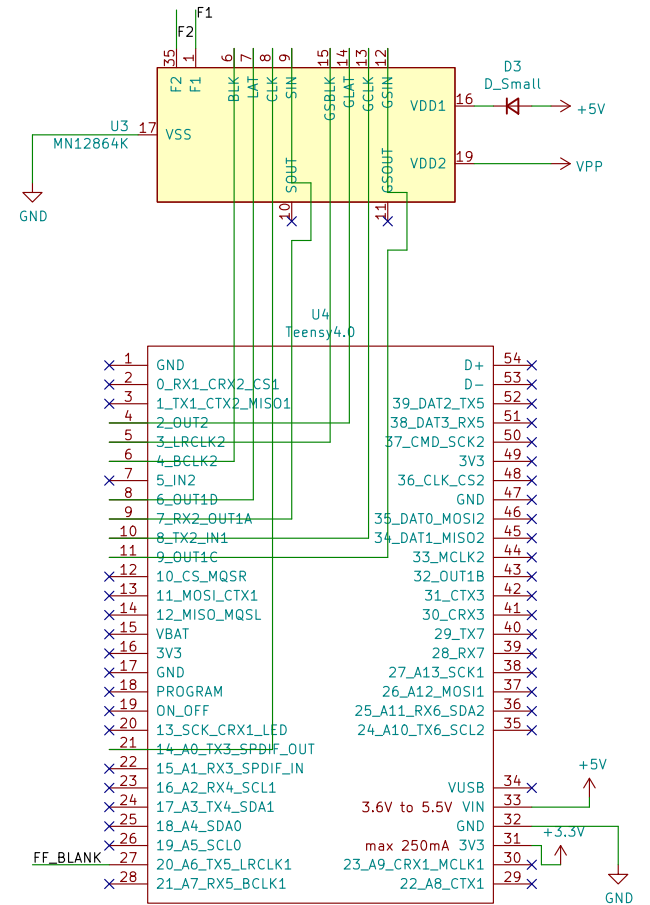 F1
F2
35
1
6
7
8
9
15
14
13
12
F2
F1
BLK
LAT
CLK
SIN
GSBLK
GLAT
GCLK
GSIN
D3
D_Small
VDD1
16
+5V
U3
MN12864K
17
VSS
VDD2
19
VPP
SOUT
GSOUT
10
11
GND
U4
Teensy4.0
1 GND D+ 54
2 0_RX1_CRX2_CS1 D- 53
3 1_TX1_CTX2_MISO1 39_DAT2_TX5 52
4 2_OUT2 38_DAT3_RX5 51
5 3_LRCLK2 37_CMD_SCK2 50
6 4_BCLK2 3V3 49
7 5_IN2 36_CLK_CS2 48
8 6_OUT1D GND 47
9 7_RX2_OUT1A 35_DAT0_MOSI2 46
10 8_TX2_IN1 34_DAT1_MISO2 45
11 9_OUT1C 33_MCLK2 44
12 10_CS_MQSR 32_OUT1B 43
13 11_MOSI_CTX1 31_CTX3 42
14 12_MISO_MQSL 30_CRX3 41
15 VBAT 29_TX7 40
16 3V3 28_RX7 39
17 GND 27_A13_SCK1 38
18 PROGRAM 26_A12_MOSI1 37
19 ON_OFF 25_A11_RX6_SDA2 36
20 13_SCK_CRX1_LED 24_A10_TX6_SCL2 35
21 14_A0_TX3_SPDIF_OUT
22 15_A1_RX3_SPDIF_IN
+5V
23 16_A2_RX4_SCL1 VUSB 34
24 17_A3_TX4_SDA1 3.6V to 5.5V VIN 33
25 18_A4_SDA0 GND 32
+3.3V
26 19_A5_SCL0 max 250mA 3V3 31
FF_BLANK 27 20_A6_TX5_LRCLK1 23_A9_CRX1_MCLK1 30
28 21_A7_RX5_BCLK1 22_A8_CTX1 29
GND